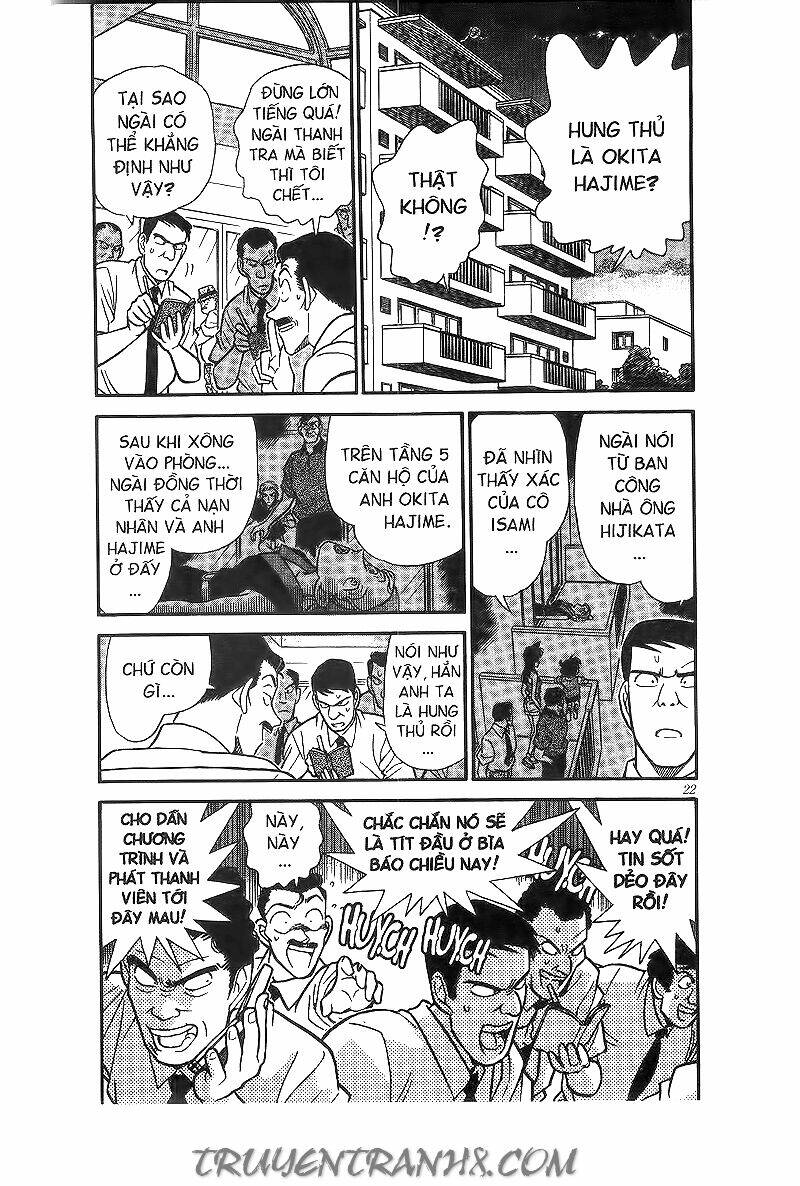 HUNG THỦ
LÀ OKITA
HAJIME?
THẬT
KHÔNG
!?
ĐỪNG LỚN
TIẾNG QUÁ!
NGÀI THANH
TRA MÀ BIẾT
THÌ TÔI
CHẾT...
TẠI SAO
NGÀI CÓ
THỂ KHẲNG
ĐỊNH NHƯ
VẬY?
NGÀI NÓI
TỪ BAN
CÔNG
NHÀ ÔNG
HIJIKATA
...
ĐÃ NHÌN
THẤY XÁC
CỦA CÔ
ISAMI
...
TRÊN TẦNG 5
CĂN HỘ CỦA
ANH OKITA
HAJIME.
SAU KHI XÔNG
VÀO PHÒNG...
NGÀI ĐỒNG THỜI
THẤY CẢ NẠN
NHÂN VÀ ANH
HAJIME
Ở ĐẤY
...
NÓI NHƯ
VẬY, HẮN
ANH TA
LÀ HUNG
THỦ RỒI
...
CHỨ CÒN
GÌ...
22
HAY QUÁ!
TIN SỐT
DẺO ĐÂY
RỒI!
CHẮC CHẮN NÓ SẼ
LÀ TÍT ĐẦU Ở BÌA
BÁO CHIỀU NAY!
NÀY,
NÀY
...
CHO DẪN
CHƯƠNG
TRÌNH VÀ
PHÁT THANH
VIÊN TỚI
ĐÂY MAU!
HUỴCH
HUỴCH
HUỴCH
TRUYENTRANH8.COM